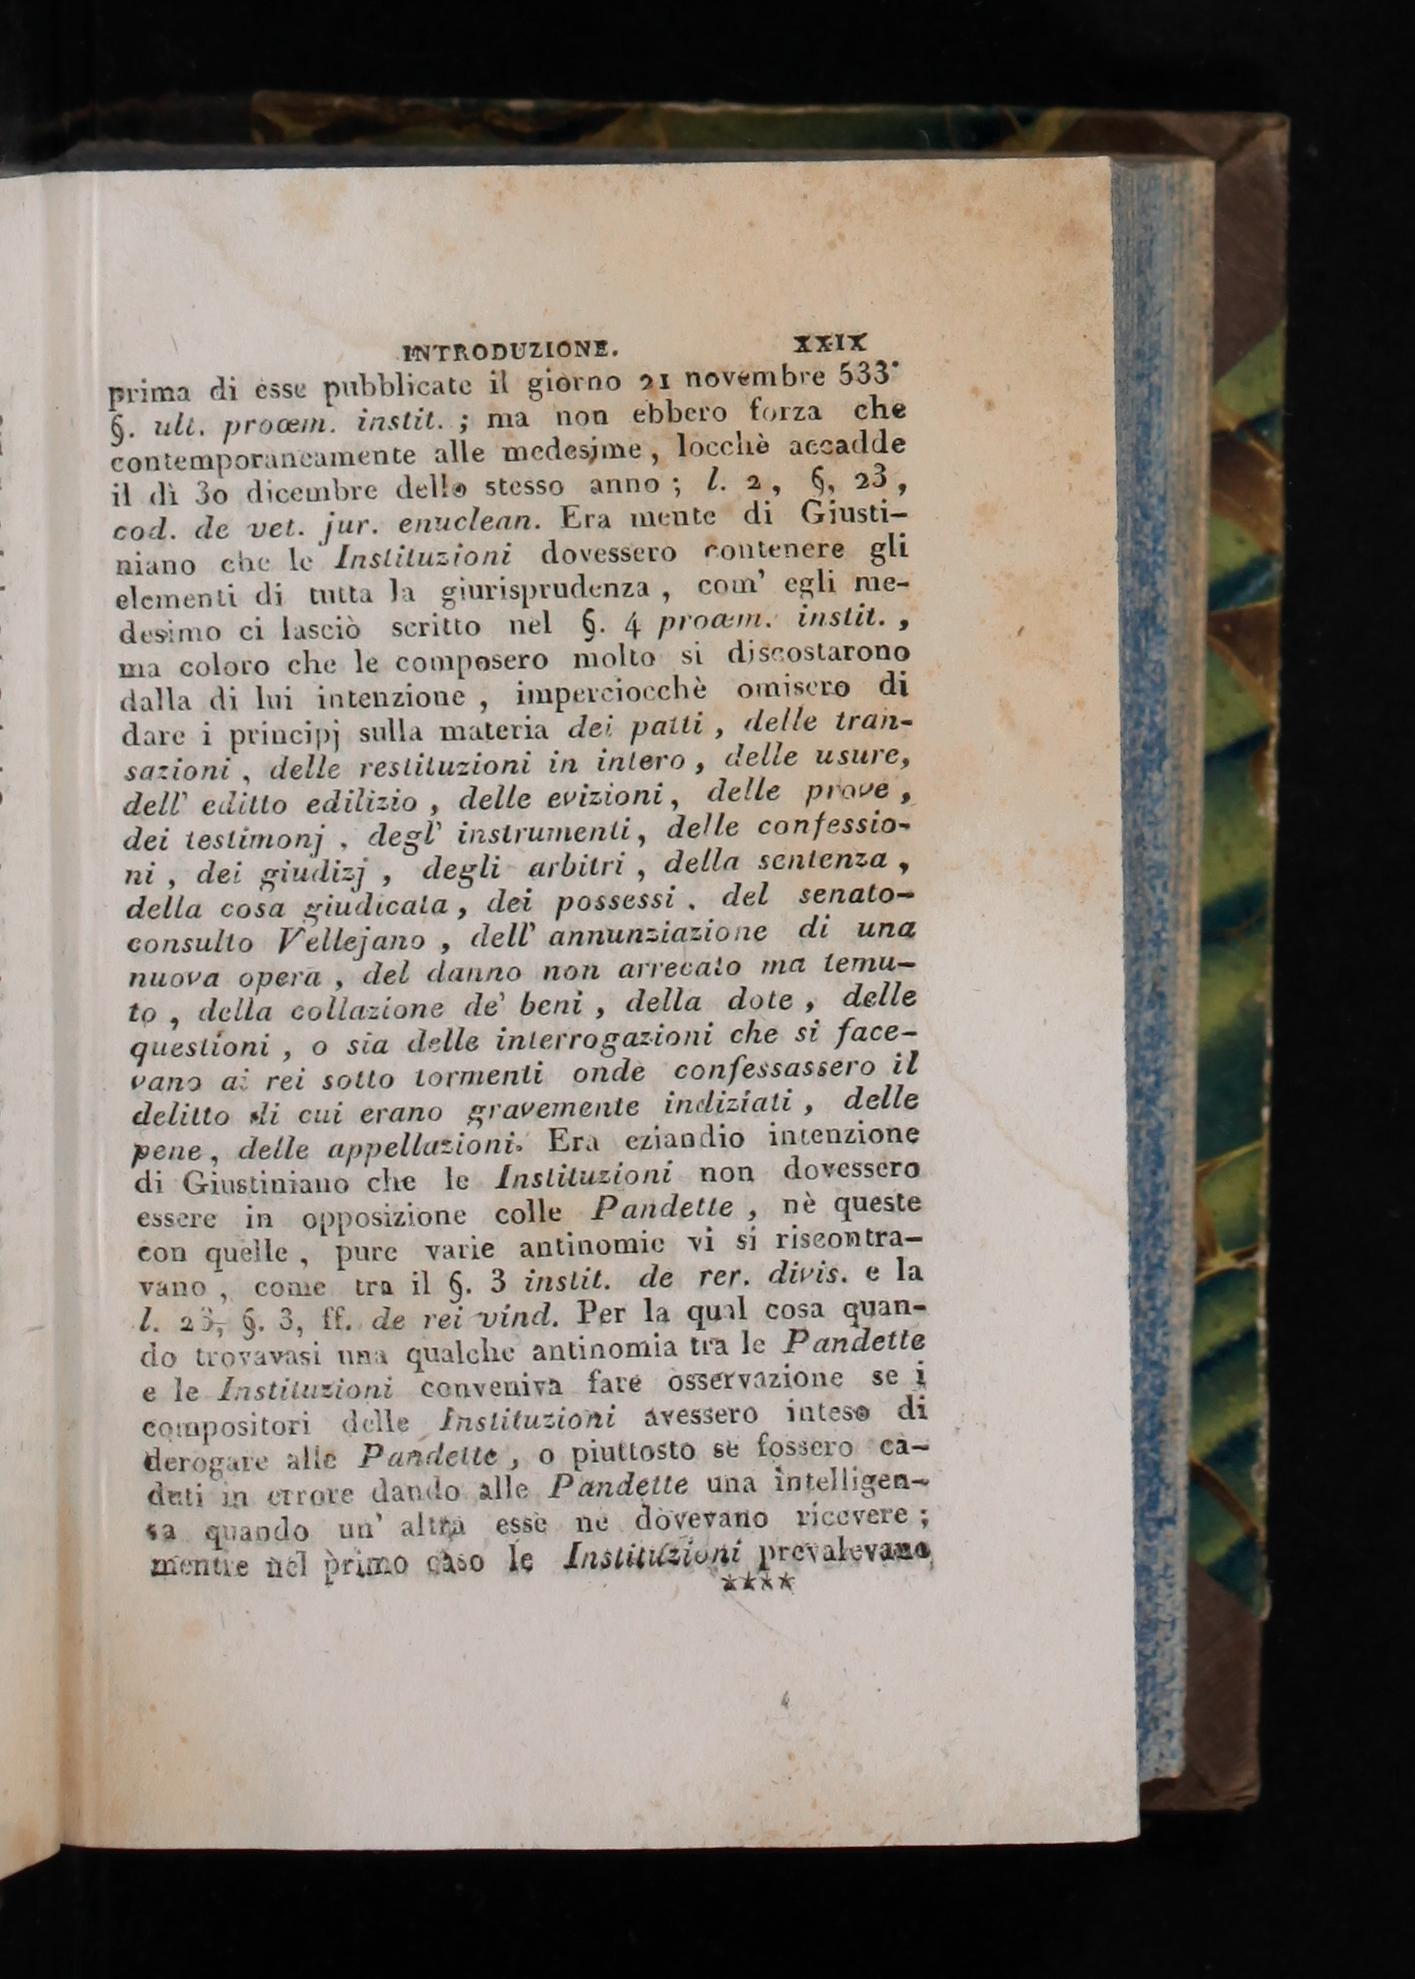 INTRODUZIONE. XXIX
prima di esse pubblicate il giorno 21 novembre 533°
§. ult. proœm. instit. ; ma non ebbero forza che
contemporaneamente alle medesime , locchè accadde
il dì 30 dicembre dello stesso anno ; l. 2 , §. 23 ,
cod. de vet. jur. enuclean. Era mente di Giusti-
niano che le Instituzioni dovessero contenere gli
elementi di tutta la giurisprudenza , com' egli me-
desimo ci lasciò scritto nel §. 4 proœm. instit. ,
ma coloro che le composero molto si discostarono
dalla di lui intenzione , imperciocchè omisero di
dare i principj sulla materia dei patti , delle tran-
sazioni , delle restituzioni in intero , delle usure,
dell' editto edilizio , delle evizioni, delle prove ,
dei testimonj , degl' instrumenti, delle confessio-
ni , dei giudizj , degli arbitri , della sentenza ,
della cosa giudicata , dei possessi , del senato-
consulto Vellejano , dell' annunziazione di una
nuova opera , del danno non arrecato ma temu-
to , della collazione de' beni , della dote , delle
questioni , o sia delle interrogazioni che si face-
vano ai rei sotto tormenti onde confessassero il
delitto di cui erano gravemente indiziati , delle
pene , delle appellazioni. Era eziandio intenzione
di Giustiniano che le Instituzioni non dovessero
essere in opposizione colle Pandette , nè queste
con quelle , pure varie antinomie vi si riscontra-
vano , come tra il §. 3 instit. de rer. divis. e la
l. 23, §. 3, ff. de rei vind. Per la qual cosa quan-
do trovavasi una qualche antinomia tra le Pandette
e le Instituzioni conveniva fare osservazione se i
compositori delle Instituzioni avessero inteso di
derogare alle Pandette , o piuttosto se fossero ca-
duti in errore dando alle Pandette una intelligen-
sa quando un' altra esse ne dovevano ricevere ;
mentre nel primo caso le Instituzioni prevalevano
****